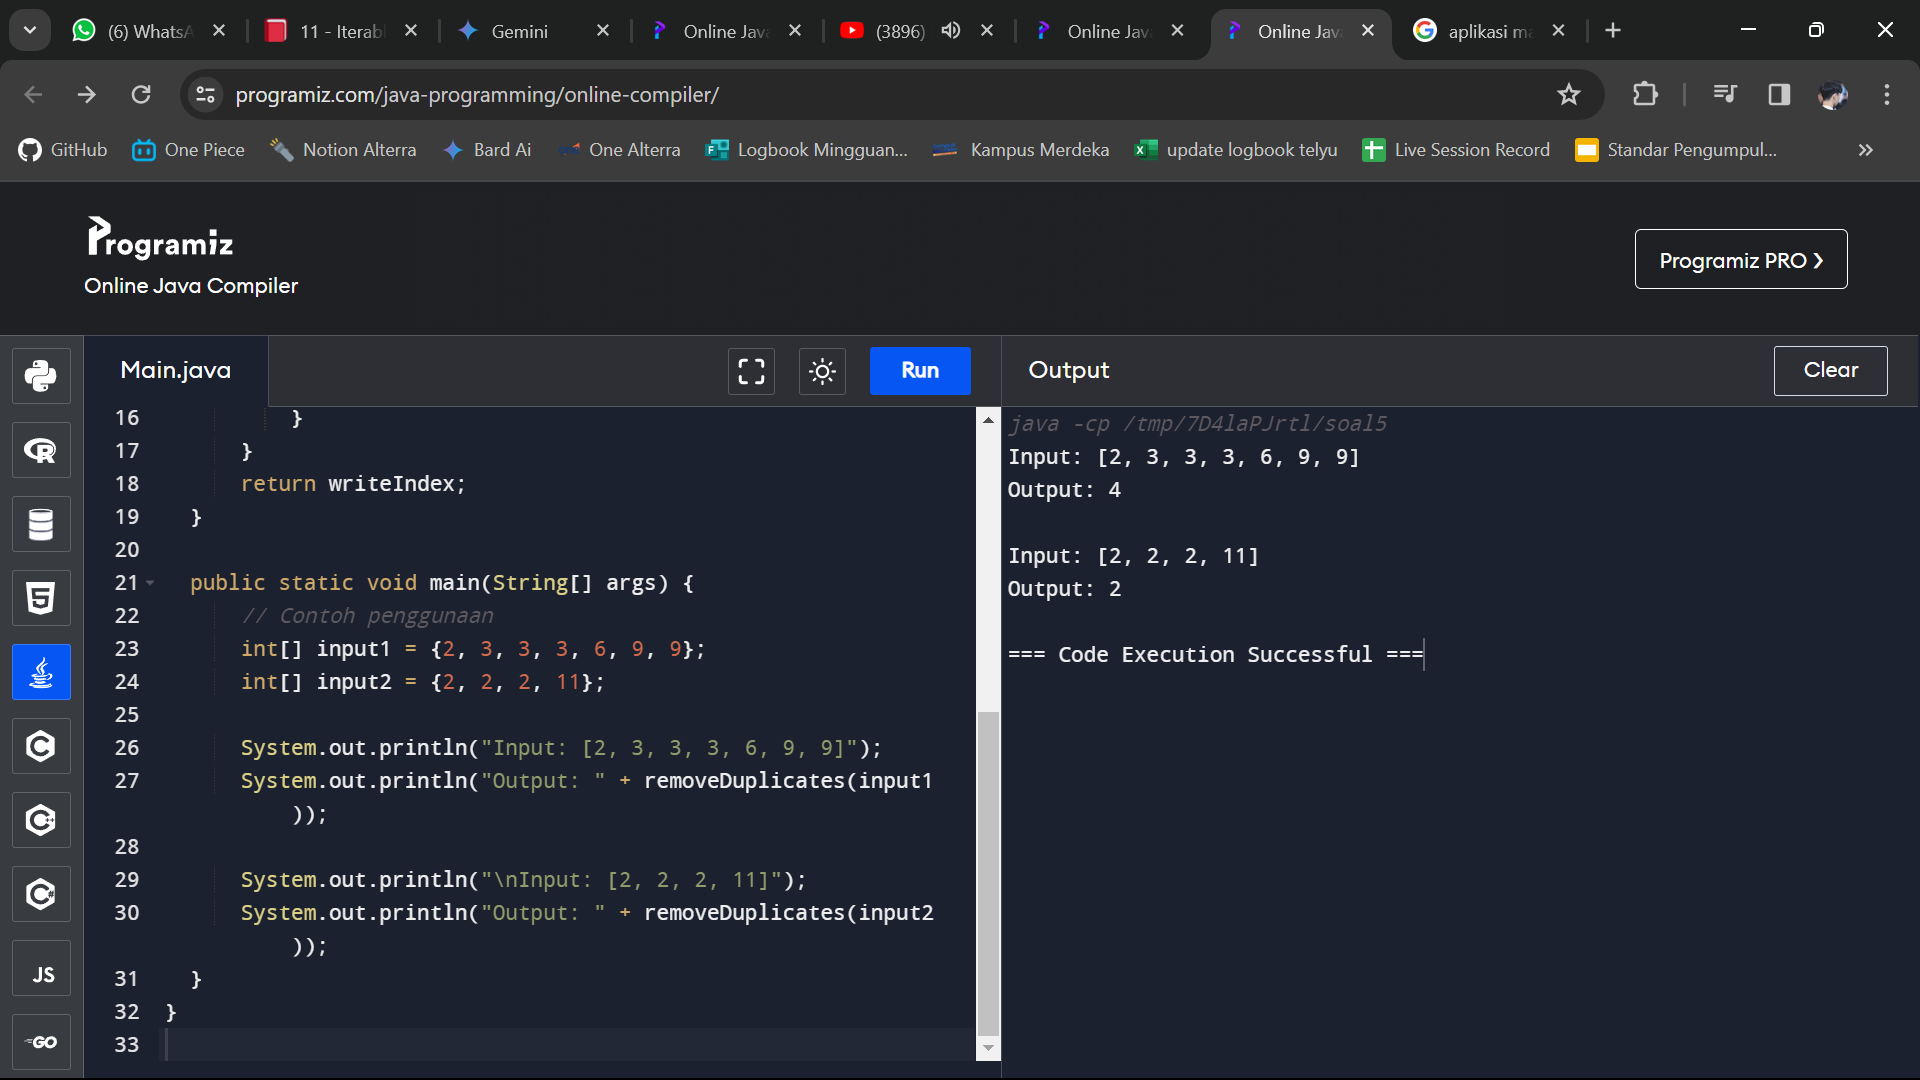 (6) WhatsA
11 - Iterabl
Gemini
Online Java
(3896)
Online Java
Online Java
aplikasi ma
programiz.com/java-programming/online-compiler/
GitHub
One Piece
Notion Alterra
Bard Ai
One Alterra
Logbook Mingguan...
Kampus Merdeka
update logbook telyu
Live Session Record
Standar Pengumpul...
Programiz
Online Java Compiler
Programiz PRO ❯
Main.java
Run
Output
Clear
16 }
17 }
18 return writeIndex;
19 }
20
21 public static void main(String[] args) {
22 // Contoh penggunaan
23 int[] input1 = {2, 3, 3, 3, 6, 9, 9};
24 int[] input2 = {2, 2, 2, 11};
25
26 System.out.println("Input: [2, 3, 3, 3, 6, 9, 9]");
27 System.out.println("Output: " + removeDuplicates(input1
));
28
29 System.out.println("\nInput: [2, 2, 2, 11]");
30 System.out.println("Output: " + removeDuplicates(input2
));
31 }
32 }
33
java -cp /tmp/7D4laPJrtl/soal5
Input: [2, 3, 3, 3, 6, 9, 9]
Output: 4
Input: [2, 2, 2, 11]
Output: 2
=== Code Execution Successful ===
JS
GO